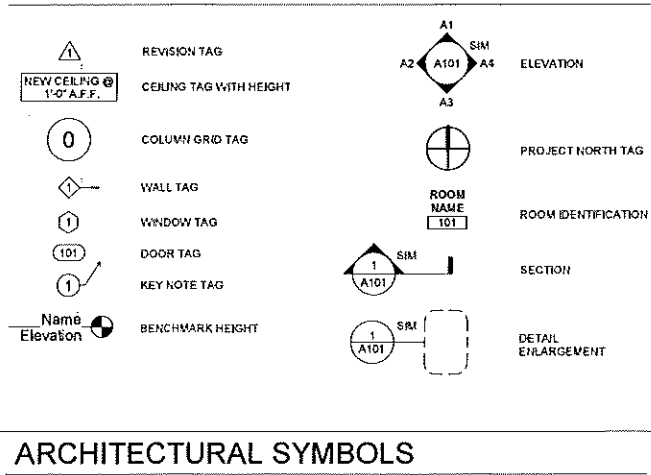 1
REVISION TAG
NEW CEILING @
1'-0" A.F.F.
CEILING TAG WITH HEIGHT
0
COLUMN GRID TAG
1
WALL TAG
1
WINDOW TAG
101
DOOR TAG
1
KEY NOTE TAG
Name
Elevation
BENCHMARK HEIGHT
A1
SIM
A2
A101
A4
A3
ELEVATION
PROJECT NORTH TAG
ROOM
NAME
101
ROOM IDENTIFICATION
1
SIM
A101
SECTION
1
SIM
A101
DETAIL
ENLARGEMENT
ARCHITECTURAL SYMBOLS